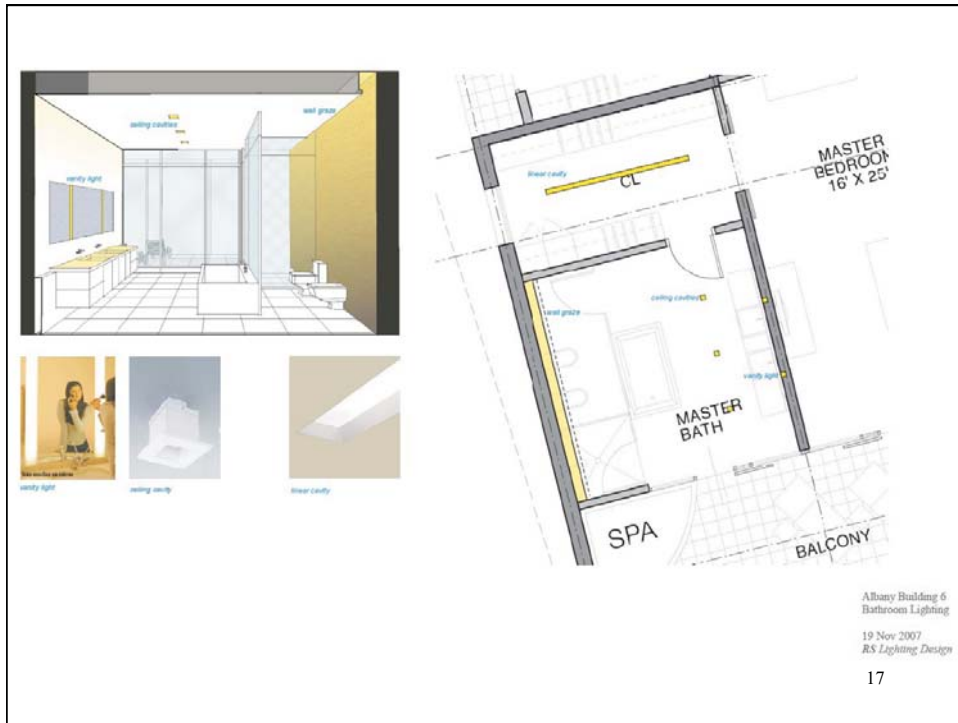 ceiling cavities
wall graze
vanity light
vanity light
ceiling cavity
linear cavity
linear cavity
CL
MASTER
BEDROOM
16' X 25'
ceiling cavities
wall graze
vanity light
MASTER
BATH
SPA
BALCONY
Albany Building 6
Bathroom Lighting
19 Nov 2007
RS Lighting Design
17